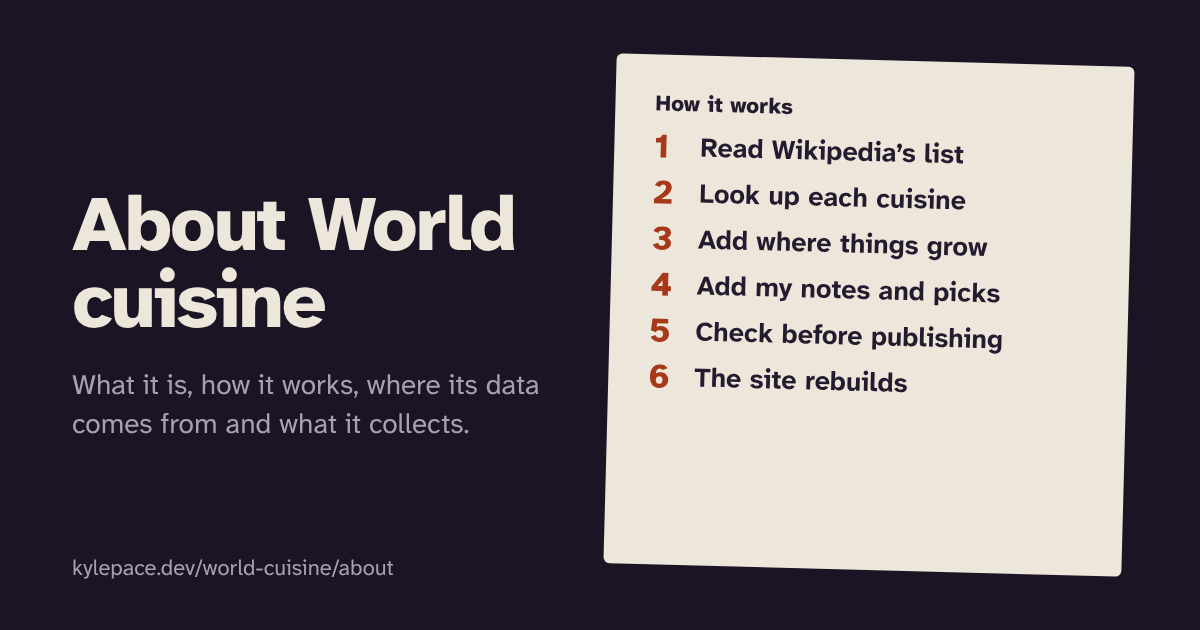 About World
cuisine
What it is, how it works, where its data
comes from and what it collects.
kylepace.dev/world-cuisine/about
How it works
1 Read Wikipedia’s list
2 Look up each cuisine
3 Add where things grow
4 Add my notes and picks
5 Check before publishing
6 The site rebuilds